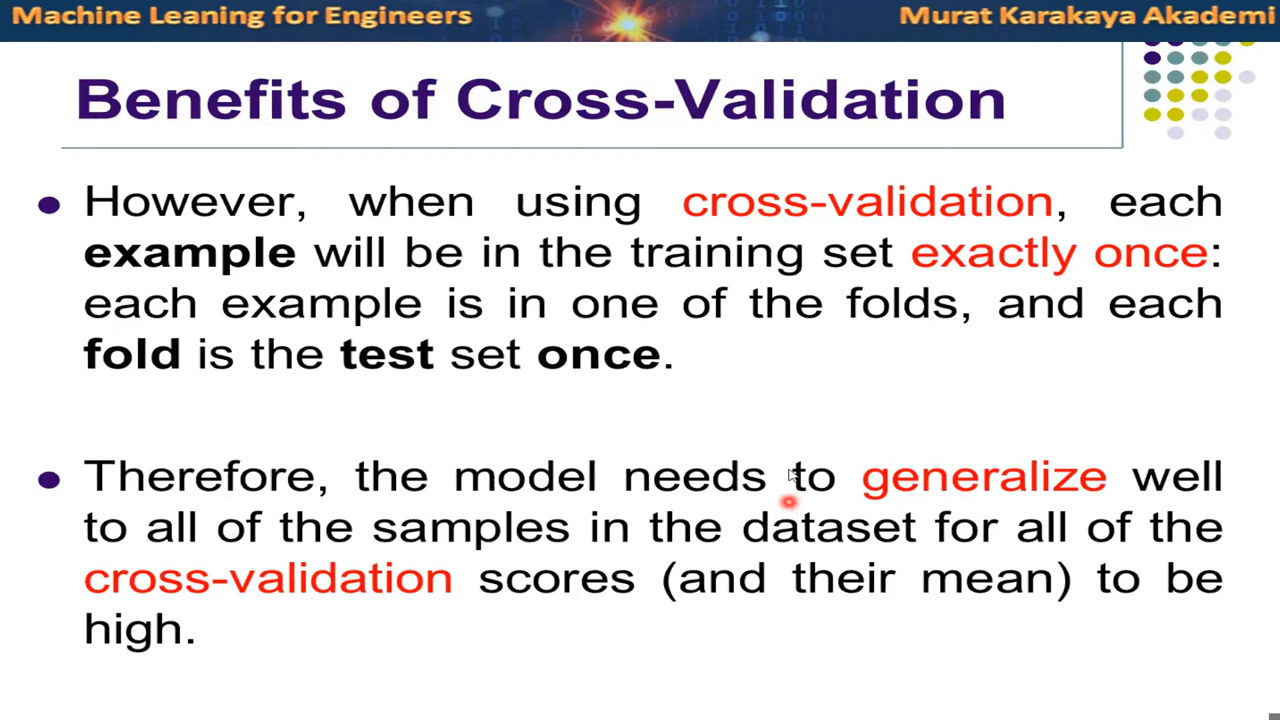 Machine Leaning for Engineers
Murat Karakaya Akademi
Benefits of Cross-Validation
However, when using cross-validation, each
example will be in the training set exactly once:
each example is in one of the folds, and each
fold is the test set once.
Therefore, the model needs to generalize well
to all of the samples in the dataset for all of the
cross-validation scores (and their mean) to be
high.